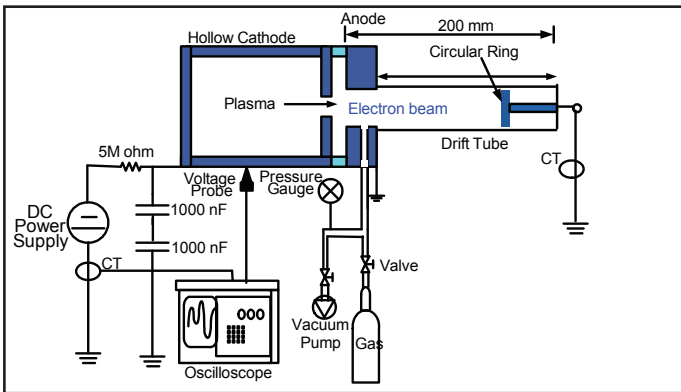 Anode
200 mm
Hollow Cathode
Circular Ring
Plasma
Electron beam
Drift Tube
5M ohm
Voltage
Probe
Pressure
Gauge
CT
DC
Power
Supply
1000 nF
1000 nF
CT
Valve
Vacuum
Pump
Gas
Oscilloscope